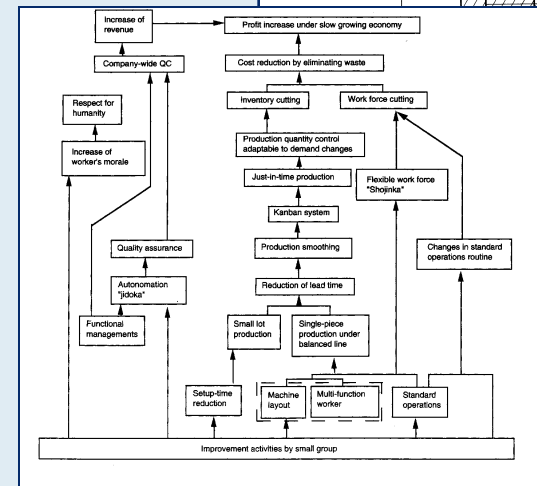 Increase of
revenue
Profit increase under slow growing economy
Company-wide QC
Cost reduction by eliminating waste
Inventory cutting
Work force cutting
Respect for
humanity
Production quantity control
adaptable to demand changes
Increase of
worker's morale
Just-in-time production
Flexible work force
"Shojinka"
Kanban system
Quality assurance
Production smoothing
Changes in standard
operations routine
Autonomation
"jidoka"
Reduction of lead time
Functional
managements
Small lot
production
Single-piece
production under
balanced line
Setup-time
reduction
Machine
layout
Multi-function
worker
Standard
operations
Improvement activities by small group